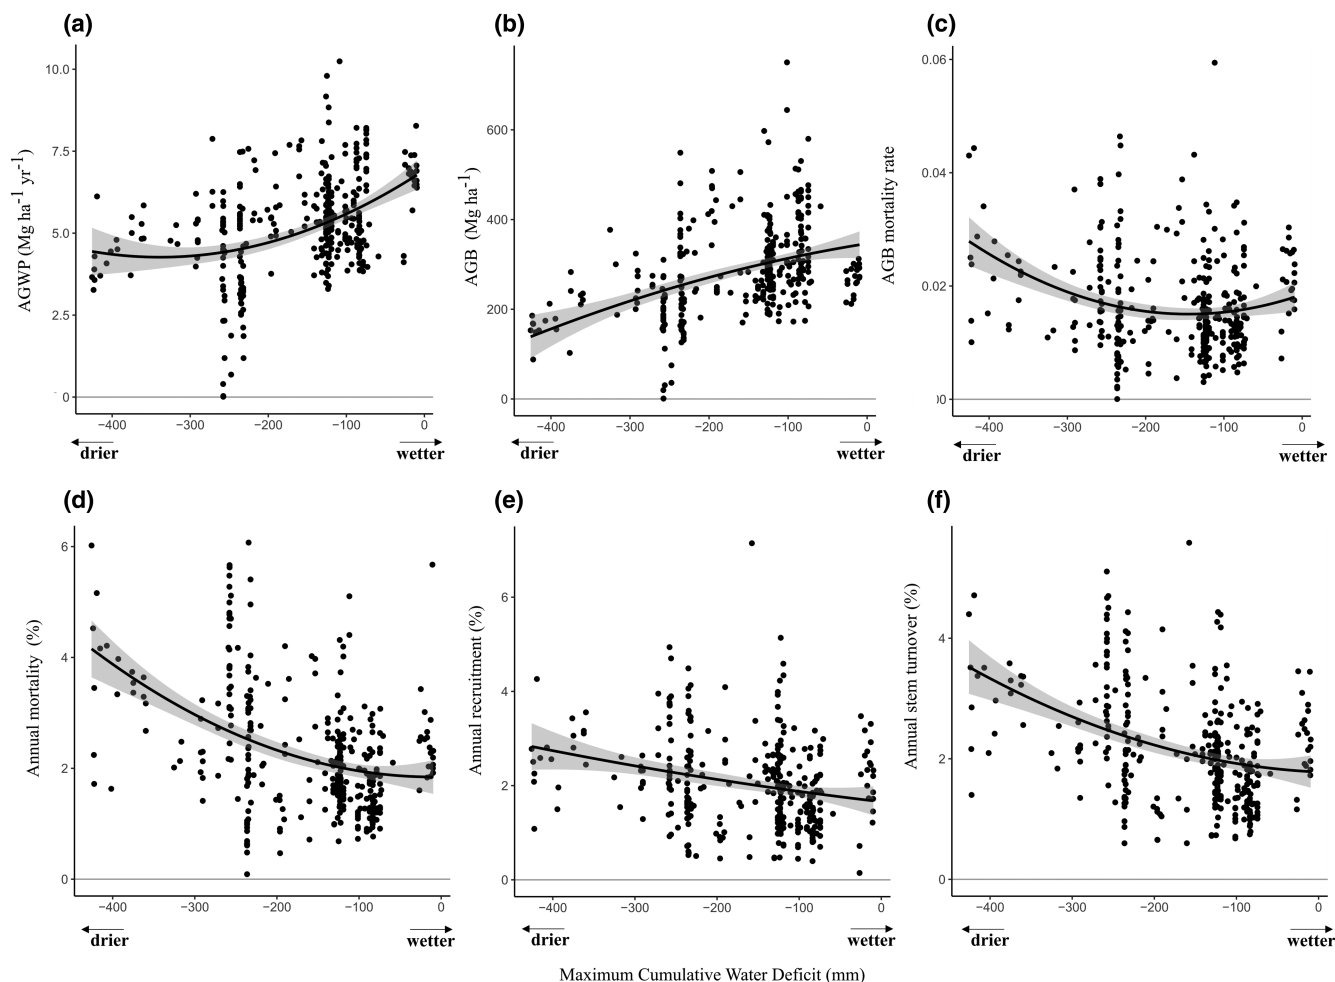 (a)
AGWP (Mg ha⁻¹ yr⁻¹)
10.0
7.5
5.0
2.5
0
−400 −300 −200 −100 0
drier wetter
(b)
AGB (Mg ha⁻¹)
600
400
200
0
−400 −300 −200 −100 0
drier wetter
(c)
AGB mortality rate
0.06
0.04
0.02
00
−400 −300 −200 −100 0
drier wetter
(d)
Annual mortality (%)
6
4
2
0
−400 −300 −200 −100 0
drier wetter
(e)
Annual recruitment (%)
6
4
2
0
−400 −300 −200 −100 0
drier wetter
(f)
Annual stem turnover (%)
4
2
0
−400 −300 −200 −100 0
drier wetter
Maximum Cumulative Water Deficit (mm)